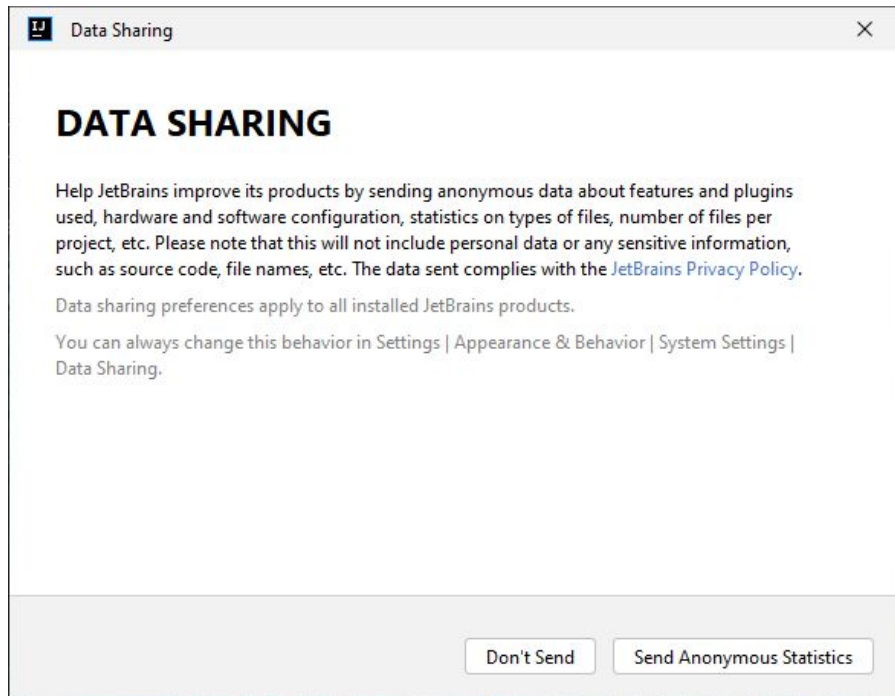 IJ
Data Sharing
DATA SHARING
Help JetBrains improve its products by sending anonymous data about features and plugins
used, hardware and software configuration, statistics on types of files, number of files per
project, etc. Please note that this will not include personal data or any sensitive information,
such as source code, file names, etc. The data sent complies with the JetBrains Privacy Policy.
Data sharing preferences apply to all installed JetBrains products.
You can always change this behavior in Settings | Appearance & Behavior | System Settings |
Data Sharing.
Don't Send
Send Anonymous Statistics